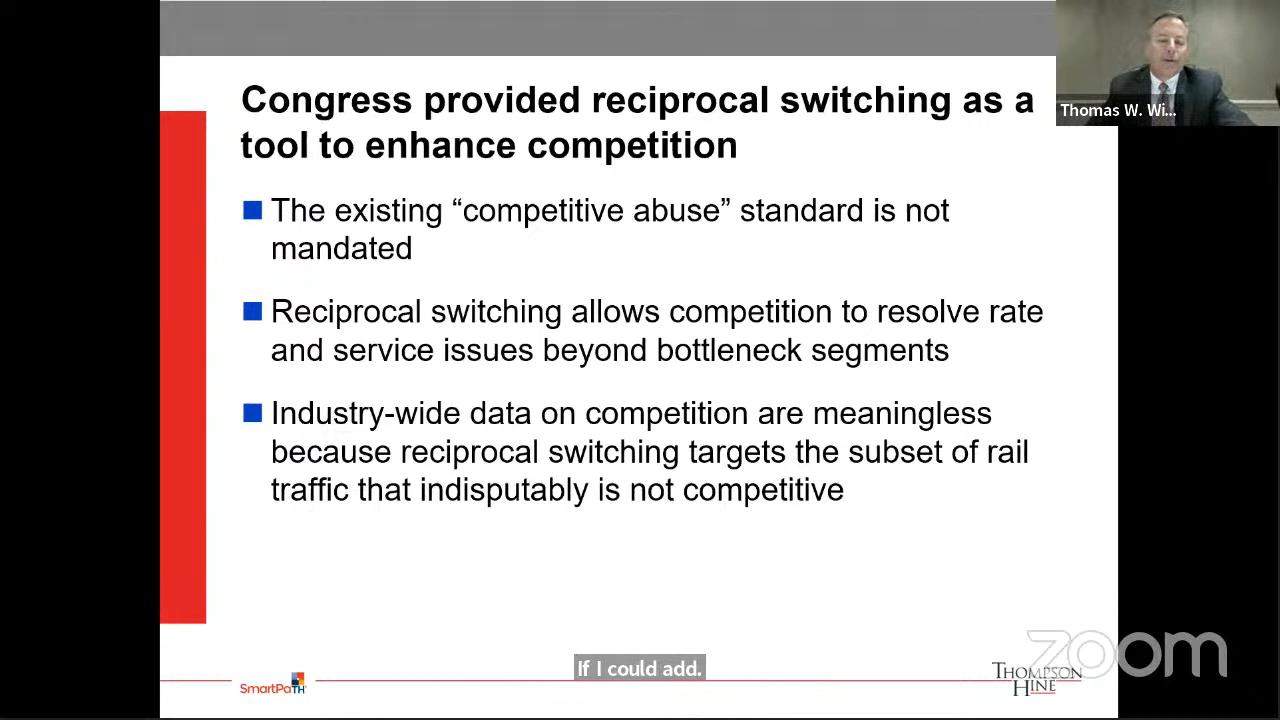 Congress provided reciprocal switching as a
tool to enhance competition
Thomas W. Wi...
The existing “competitive abuse” standard is not
mandated
Reciprocal switching allows competition to resolve rate
and service issues beyond bottleneck segments
Industry-wide data on competition are meaningless
because reciprocal switching targets the subset of rail
traffic that indisputably is not competitive
If I could add.
zoom
SmartPaTH
THOMPSON
HINE